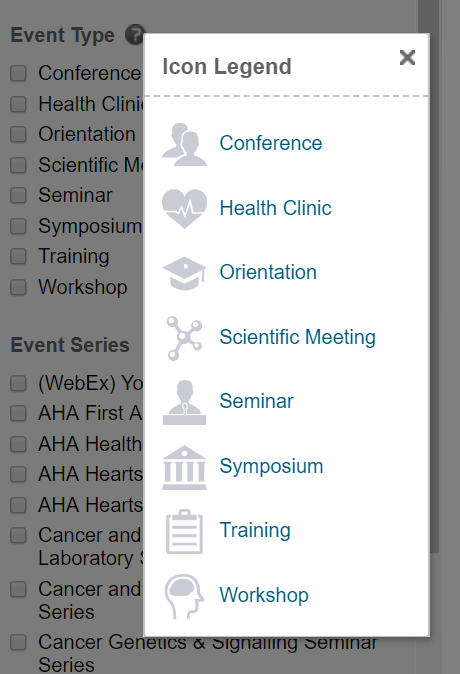 Event Type ?
Conference
Health Clinic
Orientation
Scientific
Seminar
Symposium
Training
Workshop
Event Series
(WebEx)
AHA First
AHA Health
AHA Hearts
AHA Hearts
Cancer and
Laboratory
Cancer and
Series
Cancer Genetics & Signalling Seminar
Series
Icon Legend
Conference
Health Clinic
Orientation
Scientific Meeting
Seminar
Symposium
Training
Workshop